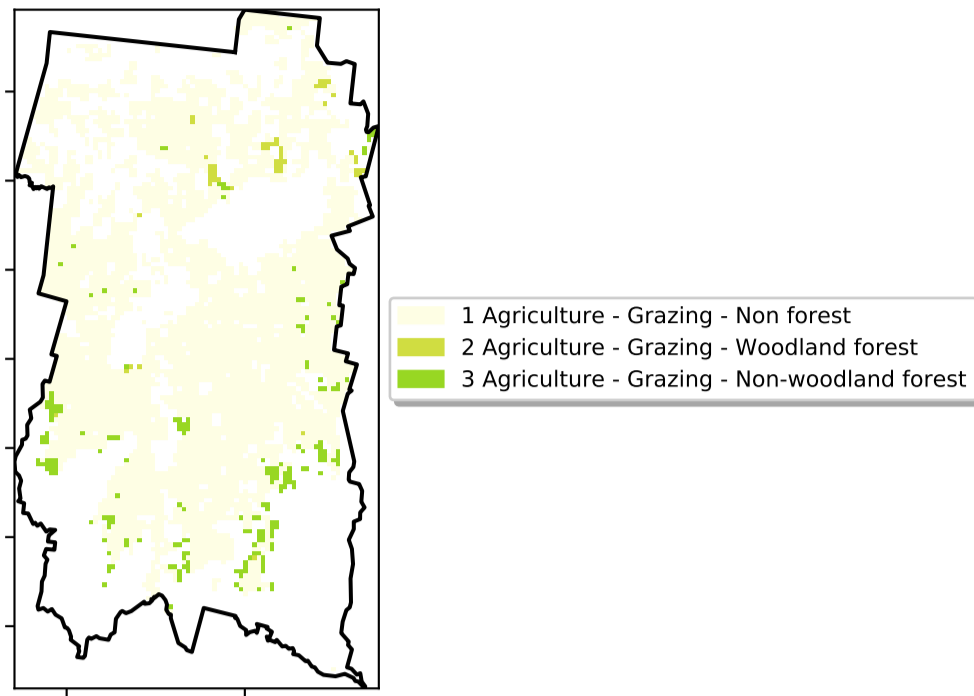 1 Agriculture - Grazing - Non forest
2 Agriculture - Grazing - Woodland forest
3 Agriculture - Grazing - Non-woodland forest